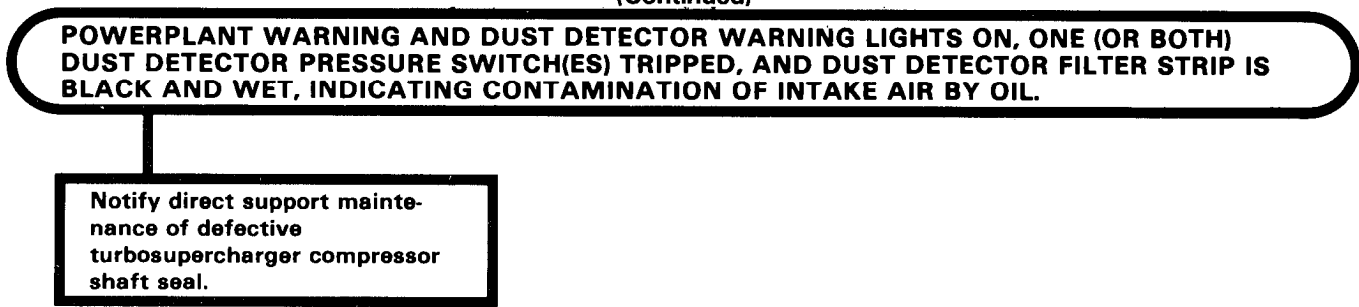 (Continued)
POWERPLANT WARNING AND DUST DETECTOR WARNING LIGHTS ON, ONE (OR BOTH)
DUST DETECTOR PRESSURE SWITCH(ES) TRIPPED, AND DUST DETECTOR FILTER STRIP IS
BLACK AND WET, INDICATING CONTAMINATION OF INTAKE AIR BY OIL.
Notify direct support mainte-
nance of defective
turbosupercharger compressor
shaft seal.